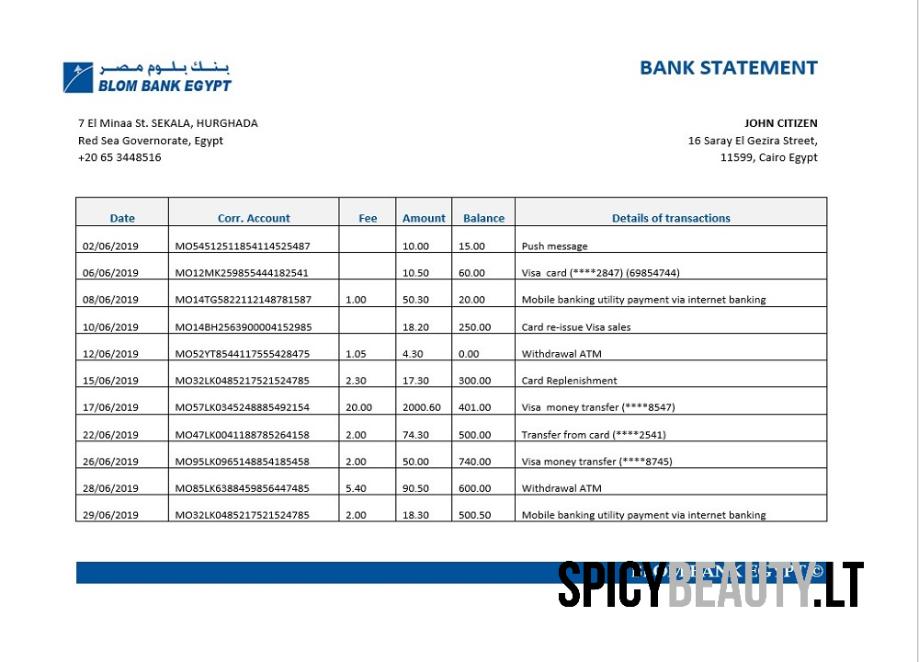 بنك بلوم مصر
BLOM BANK EGYPT
BANK STATEMENT
7 El Minaa St. SEKALA, HURGHADA
Red Sea Governorate, Egypt
+20 65 3448516
JOHN CITIZEN
16 Saray El Gezira Street,
11599, Cairo Egypt
Date Corr. Account Fee Amount Balance Details of transactions
02/06/2019 MO54512511854114525487 10.00 15.00 Push message
06/06/2019 MO12MK259855444182541 10.50 60.00 Visa card (****2847) (69854744)
08/06/2019 MO14TG5822112148781587 1.00 50.30 20.00 Mobile banking utility payment via internet banking
10/06/2019 MO14BH2563900004152985 18.20 250.00 Card re-issue Visa sales
12/06/2019 MO52YT8544117555428475 1.05 4.30 0.00 Withdrawal ATM
15/06/2019 MO32LK0485217521524785 2.30 17.30 300.00 Card Replenishment
17/06/2019 MO57LK0345248885492154 20.00 2000.60 401.00 Visa money transfer (****8547)
22/06/2019 MO47LK0041188785264158 2.00 74.30 500.00 Transfer from card (****2541)
26/06/2019 MO95LK0965148854185458 2.00 50.00 740.00 Visa money transfer (****8745)
28/06/2019 MO85LK6388459856447485 5.40 90.50 600.00 Withdrawal ATM
29/06/2019 MO32LK0485217521524785 2.00 18.30 500.50 Mobile banking utility payment via internet banking
BLOM BANK EGYPT ©
SPICYBEAUTY.LT